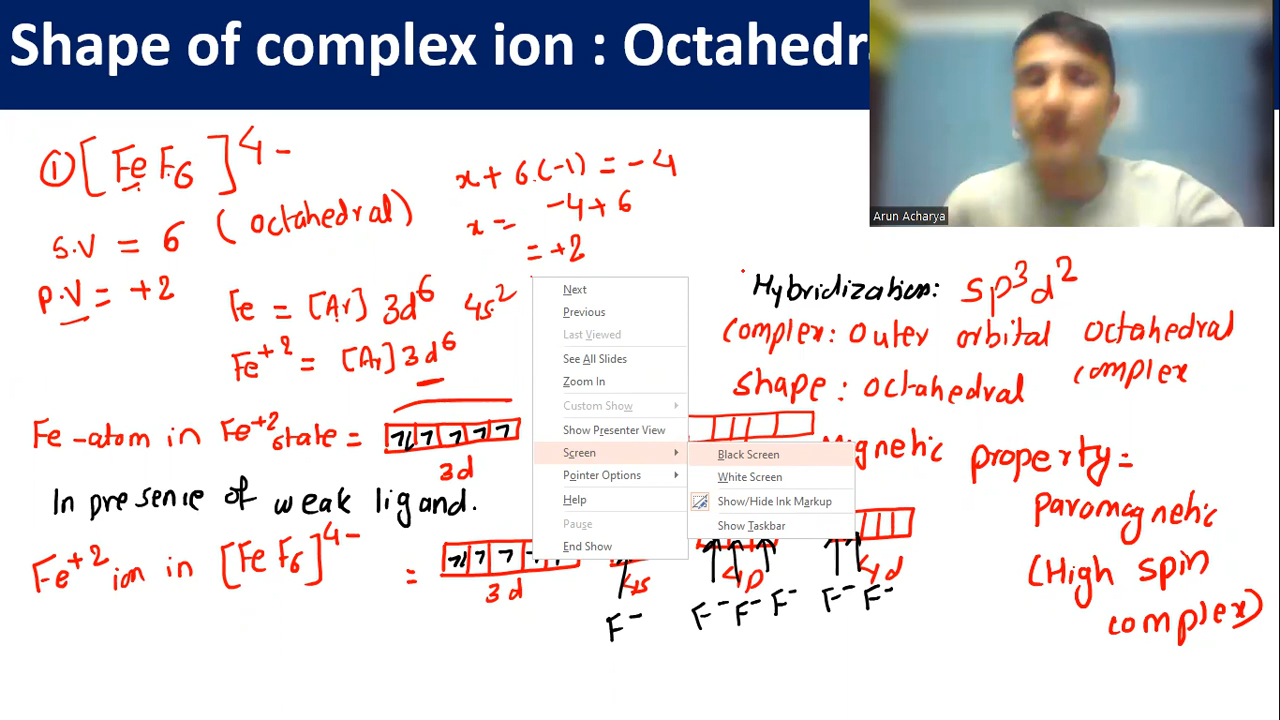 Shape of complex ion : Octahedra
Arun Acharya
① [FeF6]4-
x + 6.(-1) = -4
x = -4+6
= +2
S.V = 6 (octahedral)
P.V = +2
Fe = [Ar] 3d6 4s2
Fe+2 = [Ar] 3d6
Fe-atom in Fe+2 state =
3d
In presence of weak ligand.
Fe+2 ion in [FeF6]4- =
3d 4s 4p 4d
F- F- F- F- F- F-
Next
Previous
Last Viewed
See All Slides
Zoom In
Custom Show
Show Presenter View
Screen
Pointer Options
Help
Pause
End Show
Black Screen
White Screen
Show/Hide Ink Markup
Show Taskbar
Hybridization: sp3d2
complex: outer orbital octahedral
complex
shape: octahedral
property =
Paramagnetic
(High spin
complex)